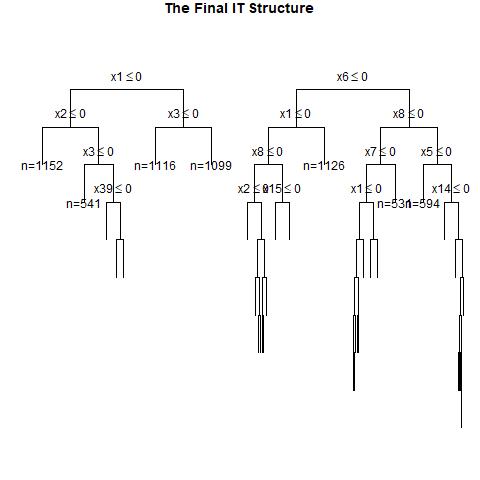 The Final IT Structure
x1 ≤ 0
x6 ≤ 0
x2 ≤ 0
x3 ≤ 0
x1 ≤ 0
x8 ≤ 0
n=1152
x3 ≤ 0
n=1116
n=1099
x8 ≤ 0
n=1126
x7 ≤ 0
x5 ≤ 0
n=541
x39 ≤ 0
x2 ≤ 0
x15 ≤ 0
x1 ≤ 0
n=531
n=594
x14 ≤ 0